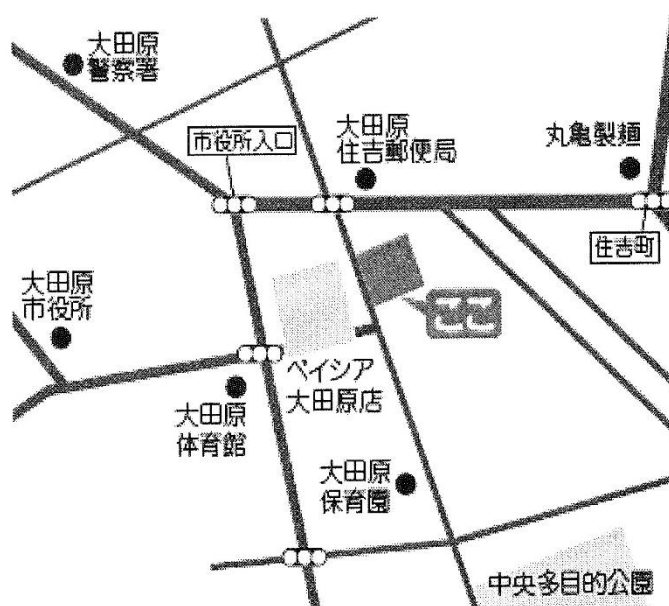 大田原
警察署
市役所入口
大田原
住吉郵便局
丸亀製麺
住吉町
大田原
市役所
ココ
ベイシア
大田原店
大田原
体育館
大田原
保育園
中央多目的公園